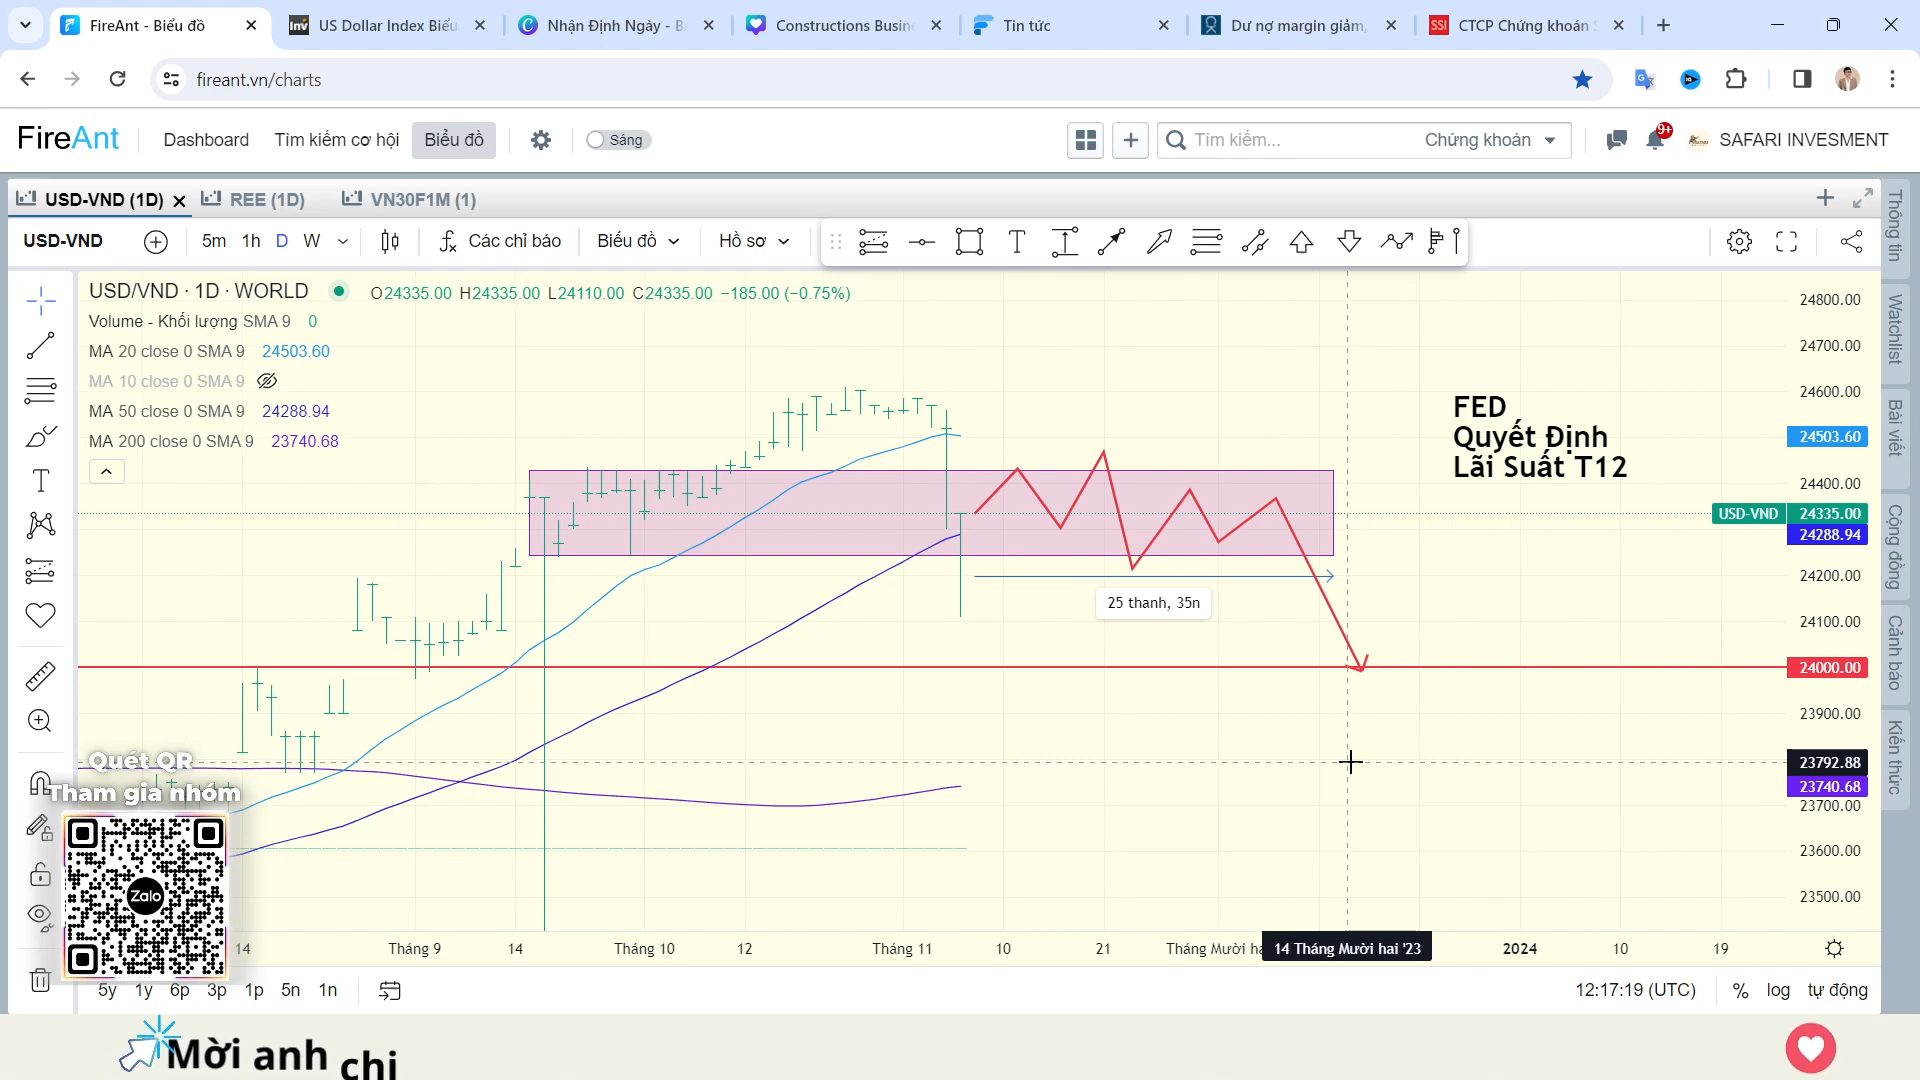 FireAnt - Biểu đồ
US Dollar Index Biểu
Nhận Định Ngày - B
Constructions Busin
Tin tức
Dư nợ margin giảm,
CTCP Chứng khoán S
fireant.vn/charts
FireAnt
Dashboard
Tìm kiếm cơ hội
Biểu đồ
Sáng
Tìm kiếm...
Chứng khoán
9+
SAFARI INVESMENT
USD-VND (1D)
REE (1D)
VN30F1M (1)
USD-VND
5m 1h D W
Các chỉ báo
Biểu đồ
Hồ sơ
Thông tin
Watchlist
Bài viết
Cộng đồng
Cảnh báo
Kiến thức
USD/VND · 1D · WORLD
O24335.00 H24335.00 L24110.00 C24335.00 −185.00 (−0.75%)
Volume - Khối lượng SMA 9 0
MA 20 close 0 SMA 9 24503.60
MA 10 close 0 SMA 9
MA 50 close 0 SMA 9 24288.94
MA 200 close 0 SMA 9 23740.68
FED
Quyết Định
Lãi Suất T12
25 thanh, 35n
24800.00
24700.00
24600.00
24503.60
24400.00
USD-VND 24335.00
24288.94
24200.00
24100.00
24000.00
23900.00
23792.88
23740.68
23700.00
23600.00
23500.00
Quét QR
Tham gia nhóm
Zalo
14
Tháng 9
14
Tháng 10
12
Tháng 11
10
21
Tháng Mười ha
14 Tháng Mười hai '23
2024
10
19
5y 1y 6p 3p 1p 5n 1n
12:17:19 (UTC)
% log tự động
Mời anh chi